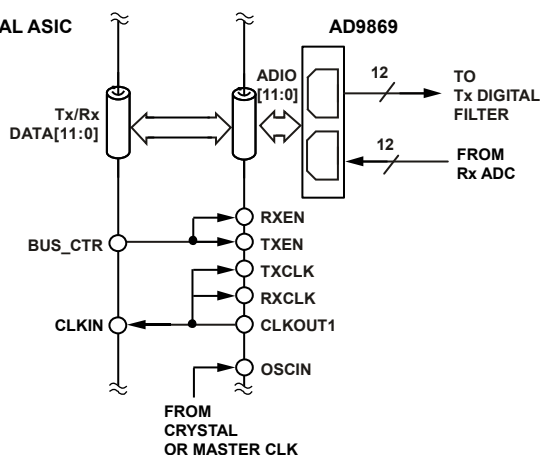 AL ASIC
AD9869
ADIO
[11:0]
12
TO
Tx DIGITAL
FILTER
Tx/Rx
DATA[11:0]
12
FROM
Rx ADC
RXEN
BUS_CTR
TXEN
TXCLK
RXCLK
CLKIN
CLKOUT1
OSCIN
FROM
CRYSTAL
OR MASTER CLK